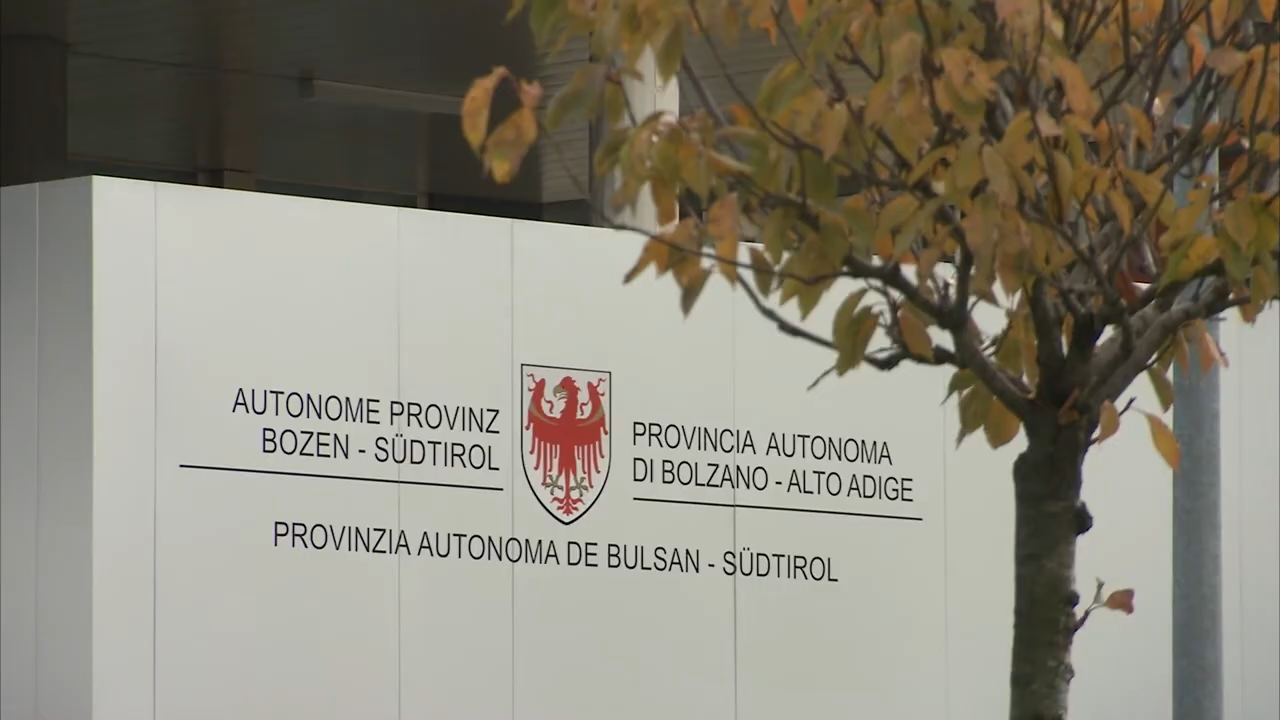 AUTONOME PROVINZ
BOZEN - SÜDTIROL
PROVINCIA AUTONOMA
DI BOLZANO - ALTO ADIGE
PROVINZIA AUTONOMA DE BULSAN - SÜDTIROL